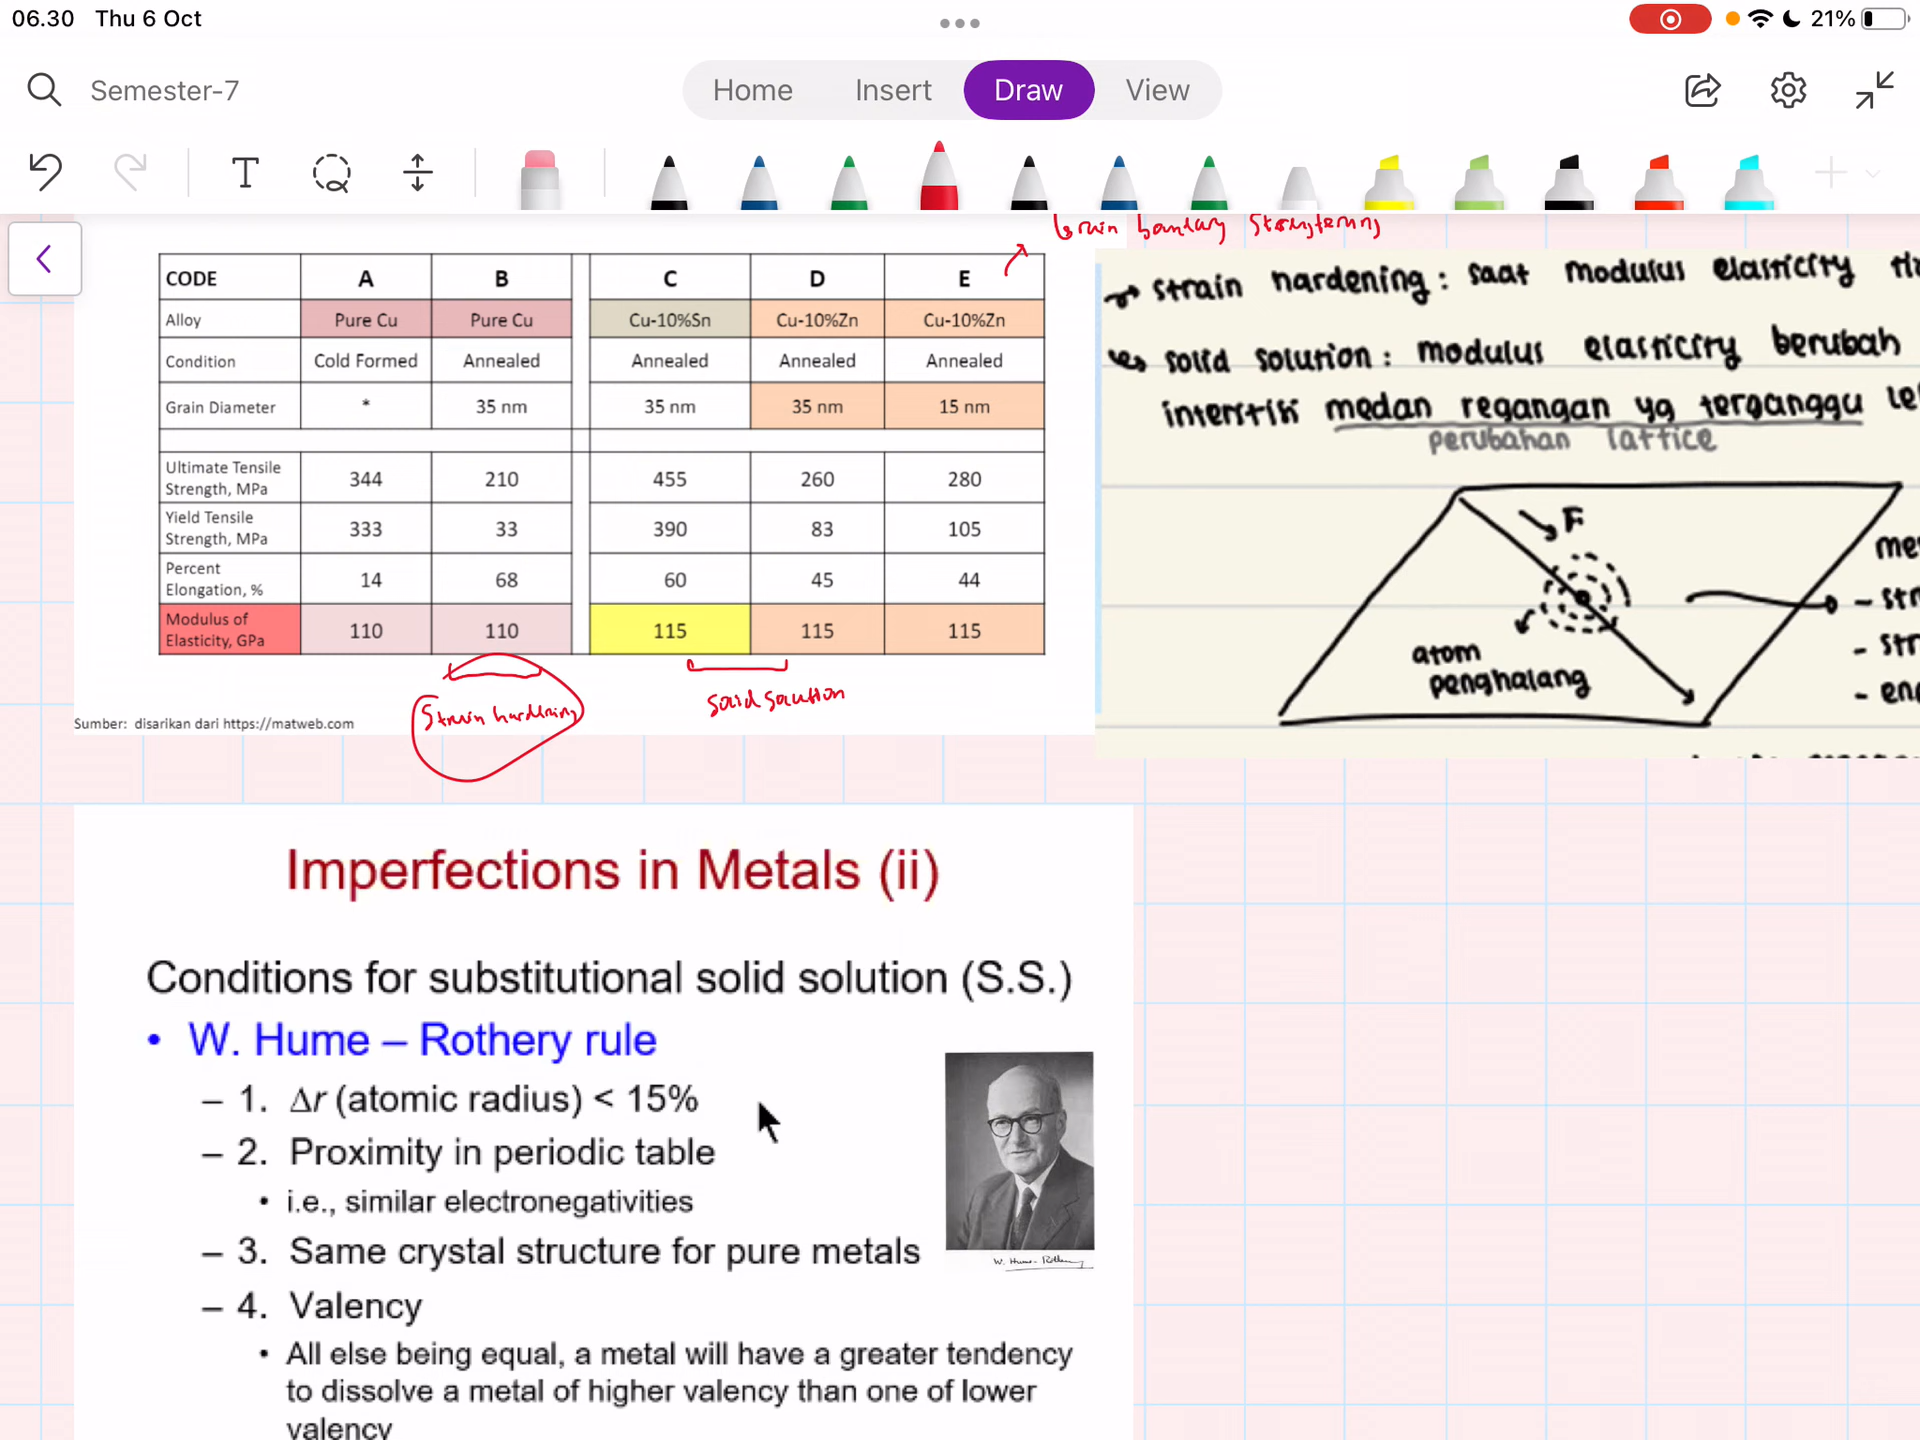 06.30 Thu 6 Oct
21%
Semester-7
Home Insert Draw View
T
Grain boundary strengtening
CODE A B C D E
Alloy Pure Cu Pure Cu Cu-10%Sn Cu-10%Zn Cu-10%Zn
Condition Cold Formed Annealed Annealed Annealed Annealed
Grain Diameter * 35 nm 35 nm 35 nm 15 nm
Ultimate Tensile
Strength, MPa 344 210 455 260 280
Yield Tensile
Strength, MPa 333 33 390 83 105
Percent
Elongation, % 14 68 60 45 44
Modulus of
Elasticity, GPa 110 110 115 115 115
Strain hardening
solid solution
Sumber: disarikan dari https://matweb.com
strain hardening : saat modulus elasticity
solid solution : modulus elasticity berubah
interstisi medan regangan yg terganggu
perubahan lattice
F
atom
penghalang
Imperfections in Metals (ii)
Conditions for substitutional solid solution (S.S.)
• W. Hume – Rothery rule
– 1. Δr (atomic radius) < 15%
– 2. Proximity in periodic table
• i.e., similar electronegativities
– 3. Same crystal structure for pure metals
– 4. Valency
• All else being equal, a metal will have a greater tendency
to dissolve a metal of higher valency than one of lower
valency
W. Hume-Rothery